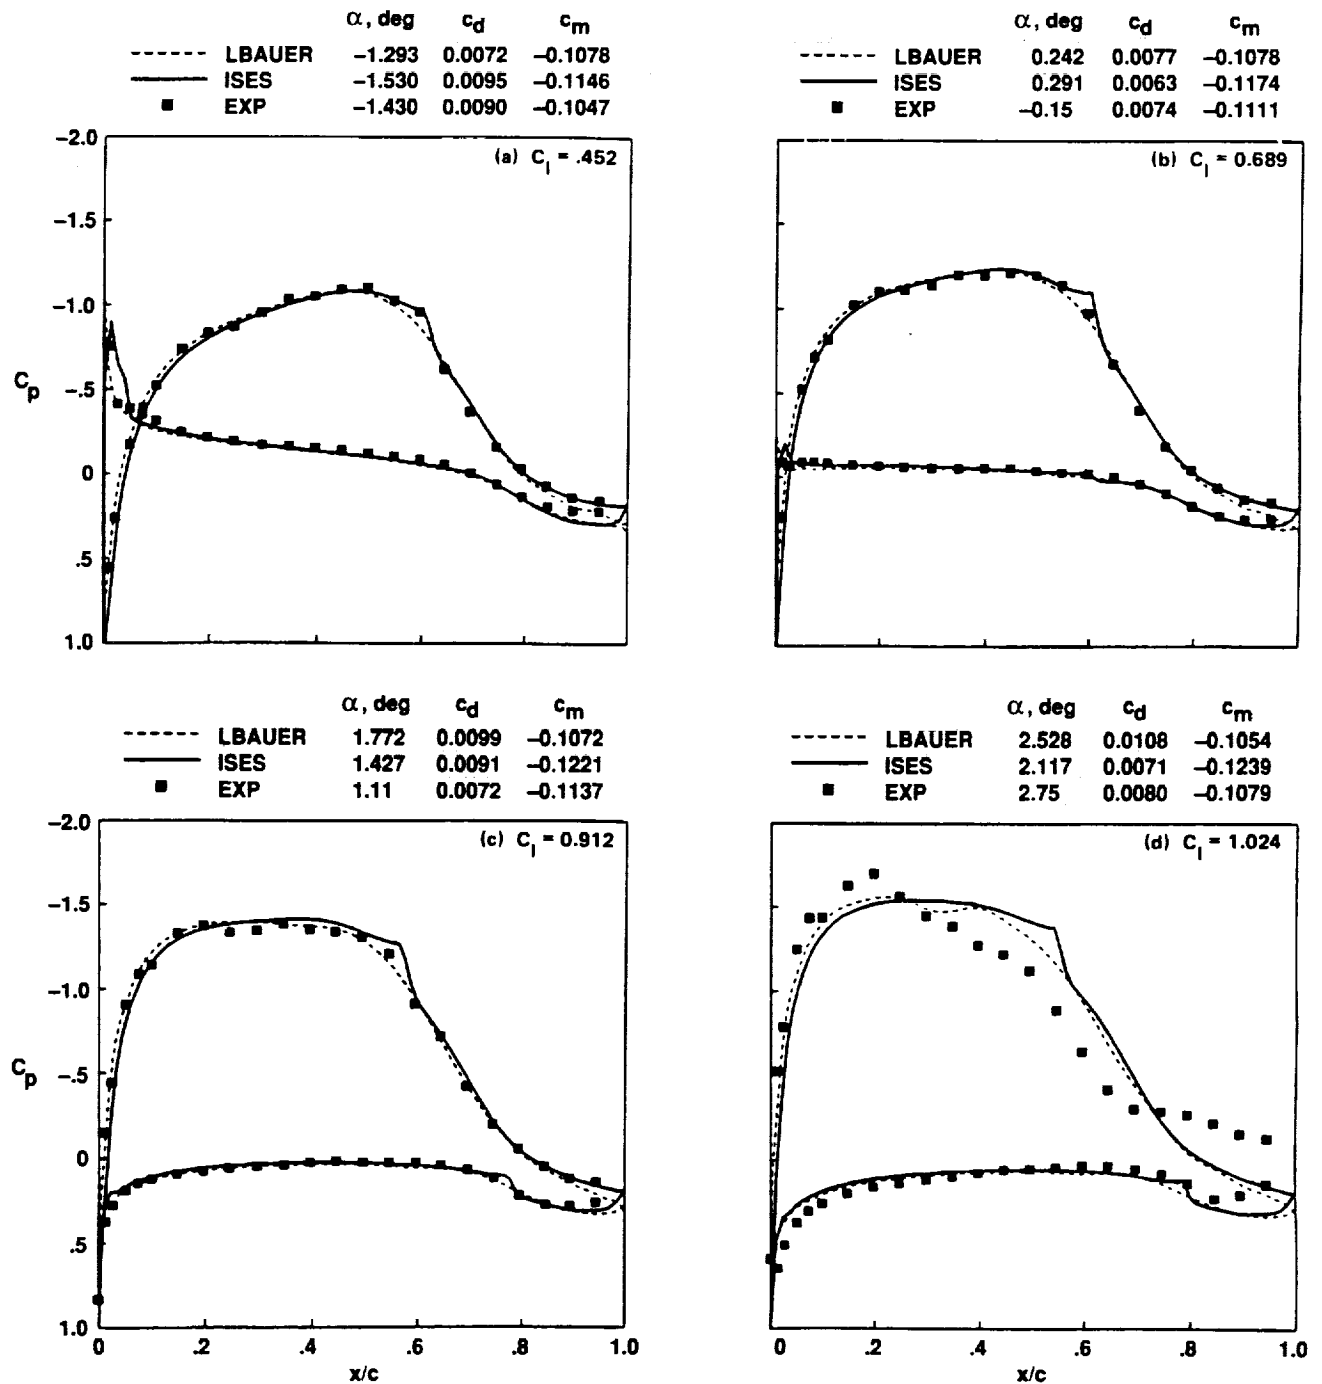 α, deg c_d c_m
LBAUER −1.293 0.0072 −0.1078
ISES −1.530 0.0095 −0.1146
EXP −1.430 0.0090 −0.1047
α, deg c_d c_m
LBAUER 0.242 0.0077 −0.1078
ISES 0.291 0.0063 −0.1174
EXP −0.15 0.0074 −0.1111
(a) C_l = .452
−2.0
−1.5
−1.0
C_p −.5
0
.5
1.0
(b) C_l = 0.689
α, deg c_d c_m
LBAUER 1.772 0.0099 −0.1072
ISES 1.427 0.0091 −0.1221
EXP 1.11 0.0072 −0.1137
α, deg c_d c_m
LBAUER 2.528 0.0108 −0.1054
ISES 2.117 0.0071 −0.1239
EXP 2.75 0.0080 −0.1079
(c) C_l = 0.912
−2.0
−1.5
−1.0
C_p −.5
0
.5
1.0
0 .2 .4 .6 .8 1.0
x/c
(d) C_l = 1.024
0 .2 .4 .6 .8 1.0
x/c